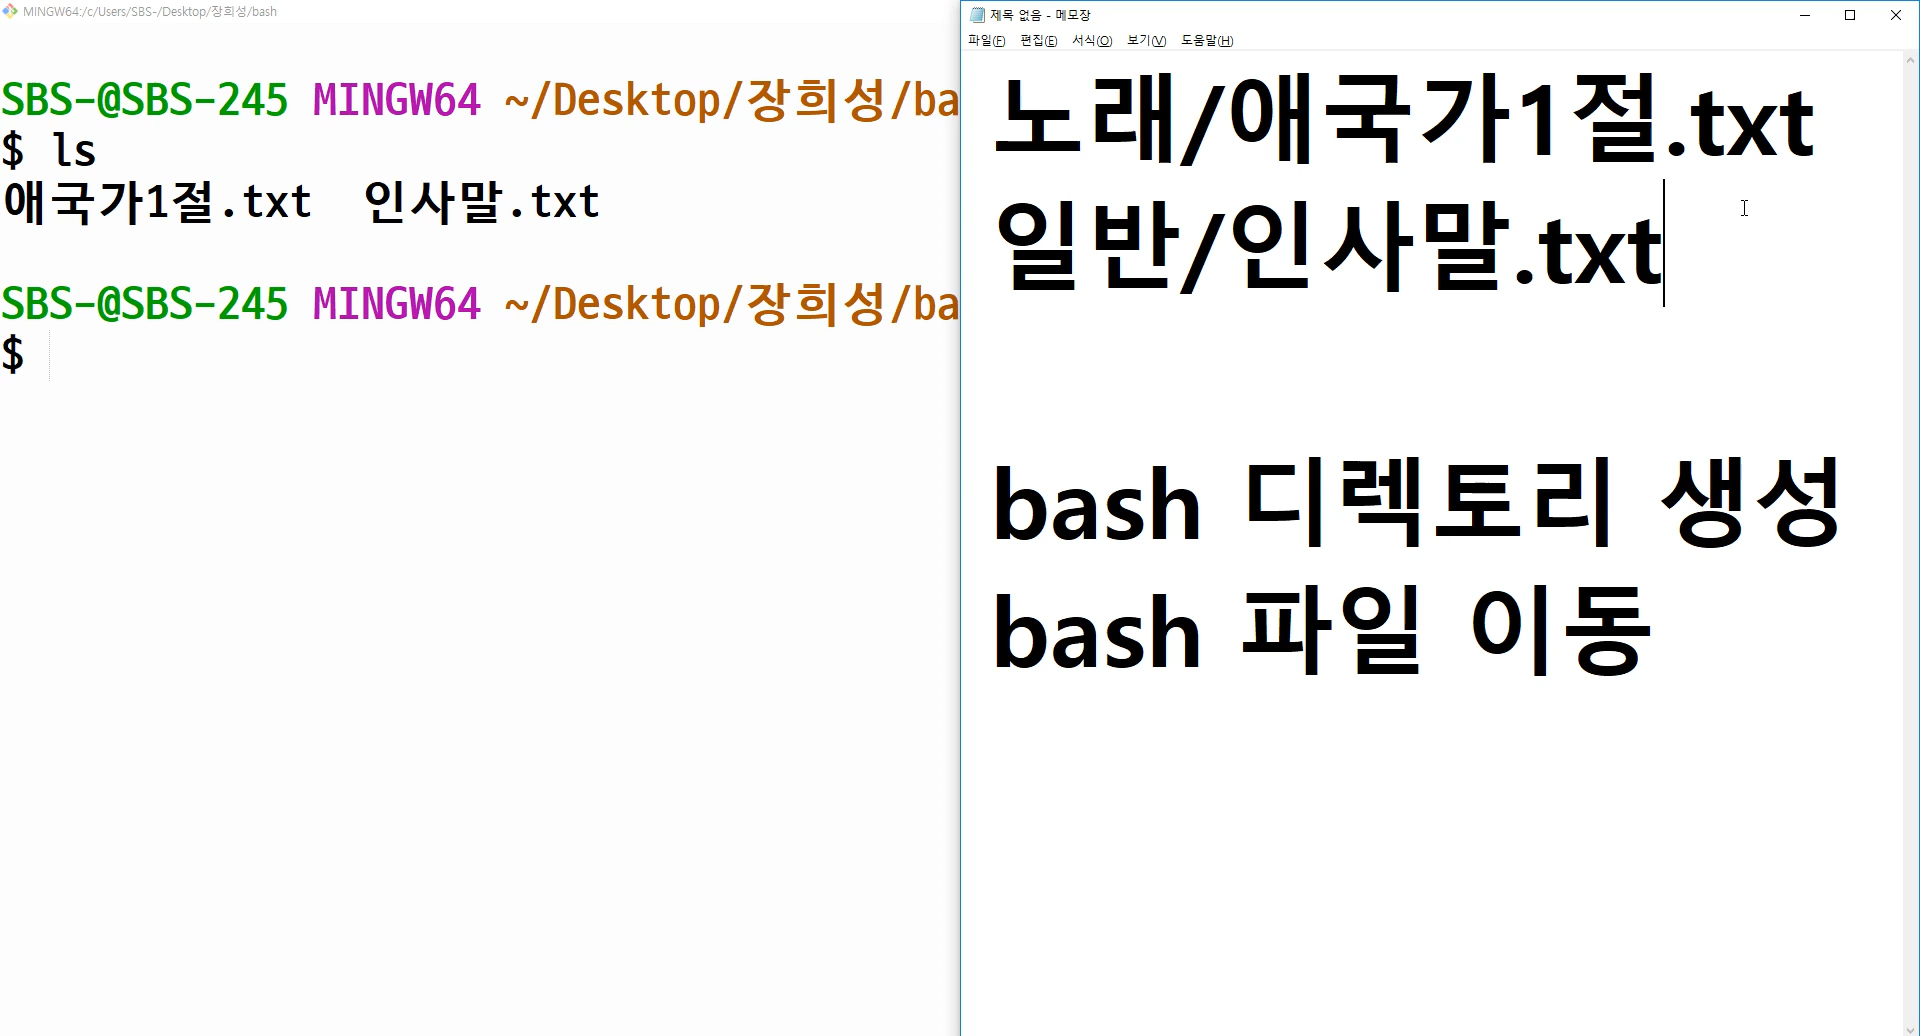 MINGW64:/c/Users/SBS-/Desktop/장희성/bash
SBS-@SBS-245 MINGW64 ~/Desktop/장희성/ba
$ ls
애국가1절.txt  인사말.txt
SBS-@SBS-245 MINGW64 ~/Desktop/장희성/ba
$
제목 없음 - 메모장
파일(F) 편집(E) 서식(O) 보기(V) 도움말(H)
노래/애국가1절.txt
일반/인사말.txt
bash 디렉토리 생성
bash 파일 이동